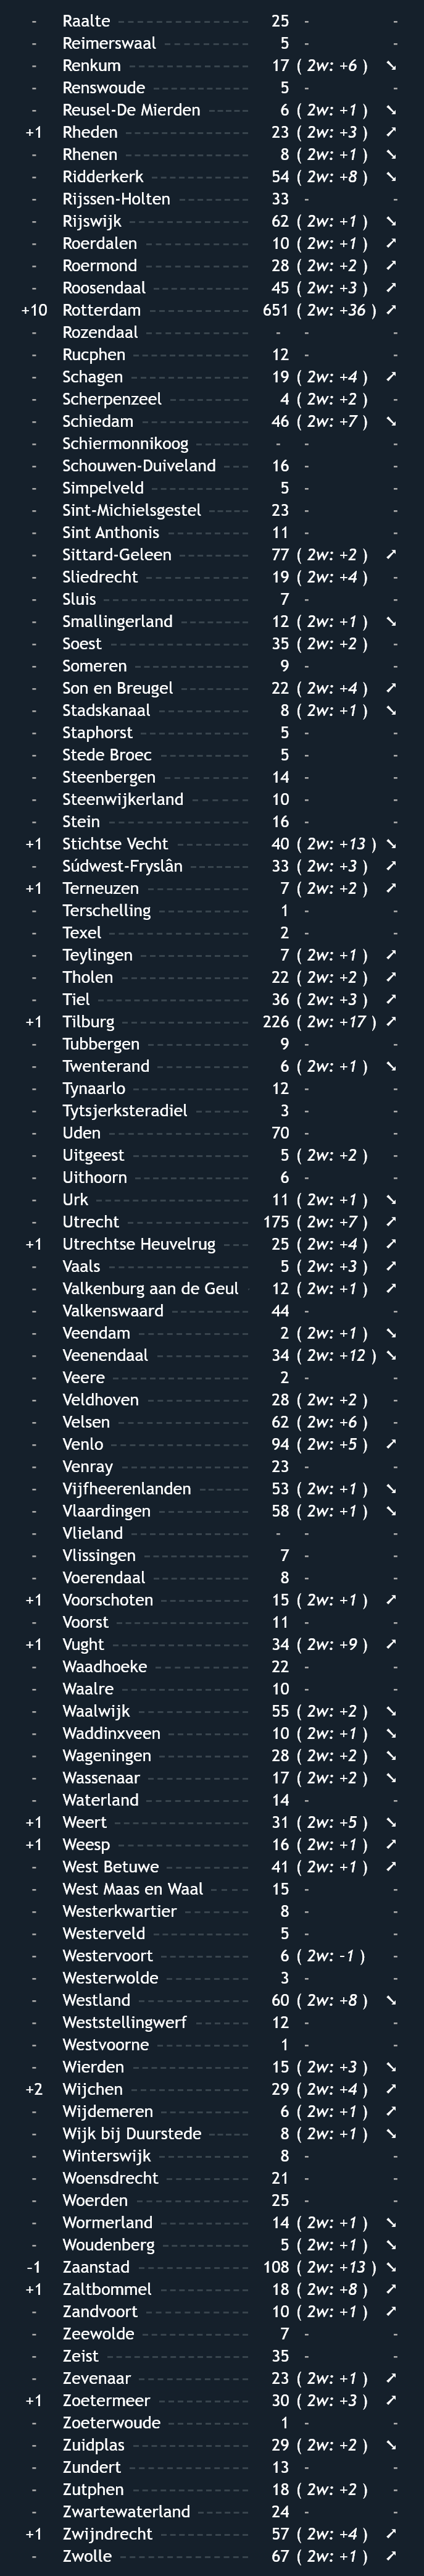 - Raalte 25 - -
- Reimerswaal 5 - -
- Renkum 17 ( 2w: +6 ) ➘
- Renswoude 5 - -
- Reusel-De Mierden 6 ( 2w: +1 ) ➘
+1 Rheden 23 ( 2w: +3 ) ➚
- Rhenen 8 ( 2w: +1 ) ➘
- Ridderkerk 54 ( 2w: +8 ) ➘
- Rijssen-Holten 33 - -
- Rijswijk 62 ( 2w: +1 ) ➘
- Roerdalen 10 ( 2w: +1 ) ➚
- Roermond 28 ( 2w: +2 ) ➚
- Roosendaal 45 ( 2w: +3 ) ➚
+10 Rotterdam 651 ( 2w: +36 ) ➚
- Rozendaal - - -
- Rucphen 12 - -
- Schagen 19 ( 2w: +4 ) ➚
- Scherpenzeel 4 ( 2w: +2 ) -
- Schiedam 46 ( 2w: +7 ) ➘
- Schiermonnikoog - - -
- Schouwen-Duiveland 16 - -
- Simpelveld 5 - -
- Sint-Michielsgestel 23 - -
- Sint Anthonis 11 - -
- Sittard-Geleen 77 ( 2w: +2 ) ➚
- Sliedrecht 19 ( 2w: +4 ) -
- Sluis 7 - -
- Smallingerland 12 ( 2w: +1 ) ➘
- Soest 35 ( 2w: +2 ) -
- Someren 9 - -
- Son en Breugel 22 ( 2w: +4 ) ➚
- Stadskanaal 8 ( 2w: +1 ) ➘
- Staphorst 5 - -
- Stede Broec 5 - -
- Steenbergen 14 - -
- Steenwijkerland 10 - -
- Stein 16 - -
+1 Stichtse Vecht 40 ( 2w: +13 ) ➘
- Súdwest-Fryslân 33 ( 2w: +3 ) ➚
+1 Terneuzen 7 ( 2w: +2 ) ➚
- Terschelling 1 - -
- Texel 2 - -
- Teylingen 7 ( 2w: +1 ) ➚
- Tholen 22 ( 2w: +2 ) ➚
- Tiel 36 ( 2w: +3 ) ➚
+1 Tilburg 226 ( 2w: +17 ) ➚
- Tubbergen 9 - -
- Twenterand 6 ( 2w: +1 ) ➘
- Tynaarlo 12 - -
- Tytsjerksteradiel 3 - -
- Uden 70 - -
- Uitgeest 5 ( 2w: +2 ) -
- Uithoorn 6 - -
- Urk 11 ( 2w: +1 ) ➘
- Utrecht 175 ( 2w: +7 ) ➚
+1 Utrechtse Heuvelrug 25 ( 2w: +4 ) ➚
- Vaals 5 ( 2w: +3 ) ➚
- Valkenburg aan de Geul 12 ( 2w: +1 ) ➚
- Valkenswaard 44 - -
- Veendam 2 ( 2w: +1 ) ➘
- Veenendaal 34 ( 2w: +12 ) ➘
- Veere 2 - -
- Veldhoven 28 ( 2w: +2 ) -
- Velsen 62 ( 2w: +6 ) -
- Venlo 94 ( 2w: +5 ) ➚
- Venray 23 - -
- Vijfheerenlanden 53 ( 2w: +1 ) ➘
- Vlaardingen 58 ( 2w: +1 ) ➘
- Vlieland - - -
- Vlissingen 7 - -
- Voerendaal 8 - -
+1 Voorschoten 15 ( 2w: +1 ) ➚
- Voorst 11 - -
+1 Vught 34 ( 2w: +9 ) ➚
- Waadhoeke 22 - -
- Waalre 10 - -
- Waalwijk 55 ( 2w: +2 ) ➘
- Waddinxveen 10 ( 2w: +1 ) ➘
- Wageningen 28 ( 2w: +2 ) ➘
- Wassenaar 17 ( 2w: +2 ) ➘
- Waterland 14 - -
+1 Weert 31 ( 2w: +5 ) ➘
+1 Weesp 16 ( 2w: +1 ) ➚
- West Betuwe 41 ( 2w: +1 ) ➚
- West Maas en Waal 15 - -
- Westerkwartier 8 - -
- Westerveld 5 - -
- Westervoort 6 ( 2w: -1 ) -
- Westerwolde 3 - -
- Westland 60 ( 2w: +8 ) ➘
- Weststellingwerf 12 - -
- Westvoorne 1 - -
- Wierden 15 ( 2w: +3 ) ➘
+2 Wijchen 29 ( 2w: +4 ) ➚
- Wijdemeren 6 ( 2w: +1 ) ➚
- Wijk bij Duurstede 8 ( 2w: +1 ) ➘
- Winterswijk 8 - -
- Woensdrecht 21 - -
- Woerden 25 - -
- Wormerland 14 ( 2w: +1 ) ➘
- Woudenberg 5 ( 2w: +1 ) ➘
-1 Zaanstad 108 ( 2w: +13 ) ➘
+1 Zaltbommel 18 ( 2w: +8 ) ➚
- Zandvoort 10 ( 2w: +1 ) ➚
- Zeewolde 7 - -
- Zeist 35 - -
- Zevenaar 23 ( 2w: +1 ) ➚
+1 Zoetermeer 30 ( 2w: +3 ) ➚
- Zoeterwoude 1 - -
- Zuidplas 29 ( 2w: +2 ) ➘
- Zundert 13 - -
- Zutphen 18 ( 2w: +2 ) -
- Zwartewaterland 24 - -
+1 Zwijndrecht 57 ( 2w: +4 ) ➚
- Zwolle 67 ( 2w: +1 ) ➚